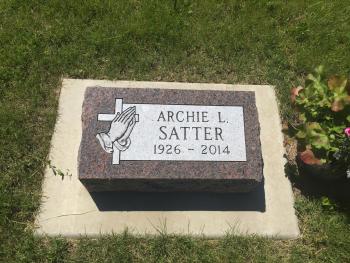 ARCHIE L.
SATTER
1926 - 2014